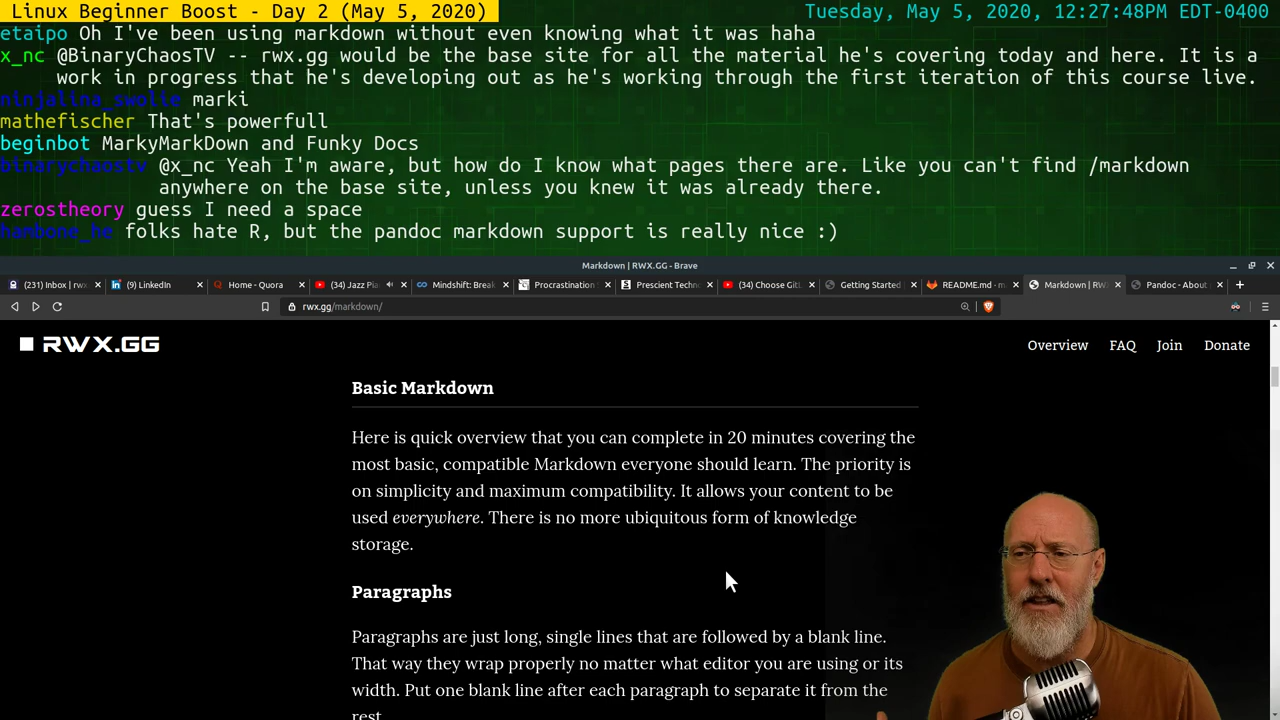 Linux Beginner Boost - Day 2 (May 5, 2020)
Tuesday, May 5, 2020, 12:27:48PM EDT-0400
etaipo Oh I've been using markdown without even knowing what it was haha
x_nc @BinaryChaosTV -- rwx.gg would be the base site for all the material he's covering today and here. It is a
work in progress that he's developing out as he's working through the first iteration of this course live.
ninjalina_swolle marki
mathefischer That's powerfull
beginbot MarkyMarkDown and Funky Docs
binarychaostv @x_nc Yeah I'm aware, but how do I know what pages there are. Like you can't find /markdown
anywhere on the base site, unless you knew it was already there.
zerostheory guess I need a space
hambone_he folks hate R, but the pandoc markdown support is really nice :)
Markdown | RWX.GG - Brave
(231) Inbox | rwx
(9) LinkedIn
Home - Quora
(34) Jazz Pia
Mindshift: Break
Procrastination
Prescient Techn
(34) Choose Gitl
Getting Started
README.md - m
Markdown | RW
Pandoc - About
rwx.gg/markdown/
RWX.GG
Overview FAQ Join Donate
Basic Markdown
Here is quick overview that you can complete in 20 minutes covering the
most basic, compatible Markdown everyone should learn. The priority is
on simplicity and maximum compatibility. It allows your content to be
used everywhere. There is no more ubiquitous form of knowledge
storage.
Paragraphs
Paragraphs are just long, single lines that are followed by a blank line.
That way they wrap properly no matter what editor you are using or its
width. Put one blank line after each paragraph to separate it from the
rest